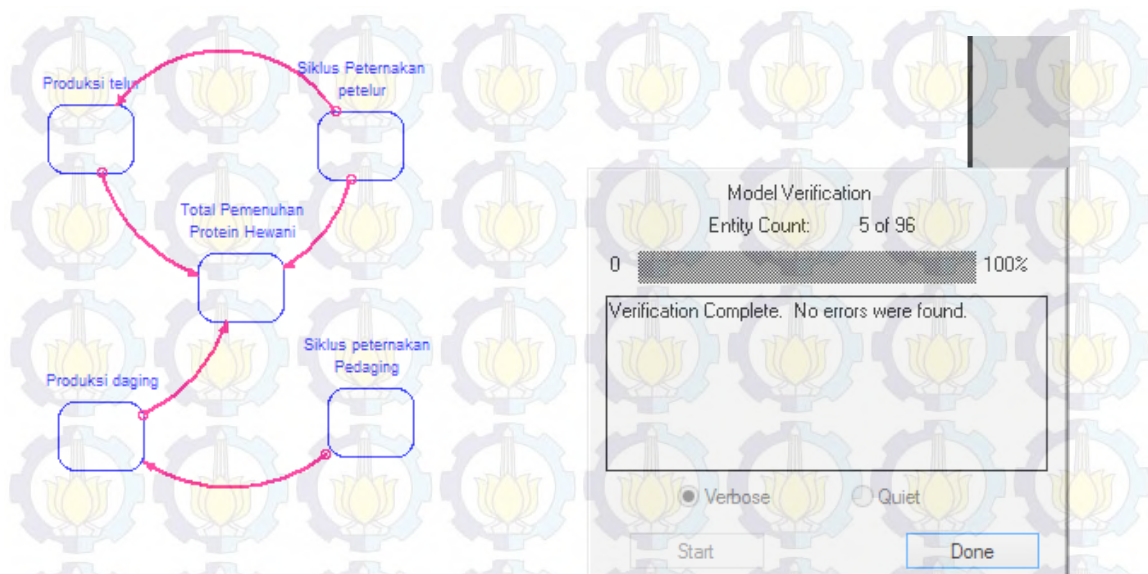 Produksi telur
Siklus Peternakan
petelur
Total Pemenuhan
Protein Hewani
Siklus peternakan
Pedaging
Produksi daging
Model Verification
Entity Count: 5 of 96
0 100%
Verification Complete. No errors were found.
Verbose Quiet
Start Done